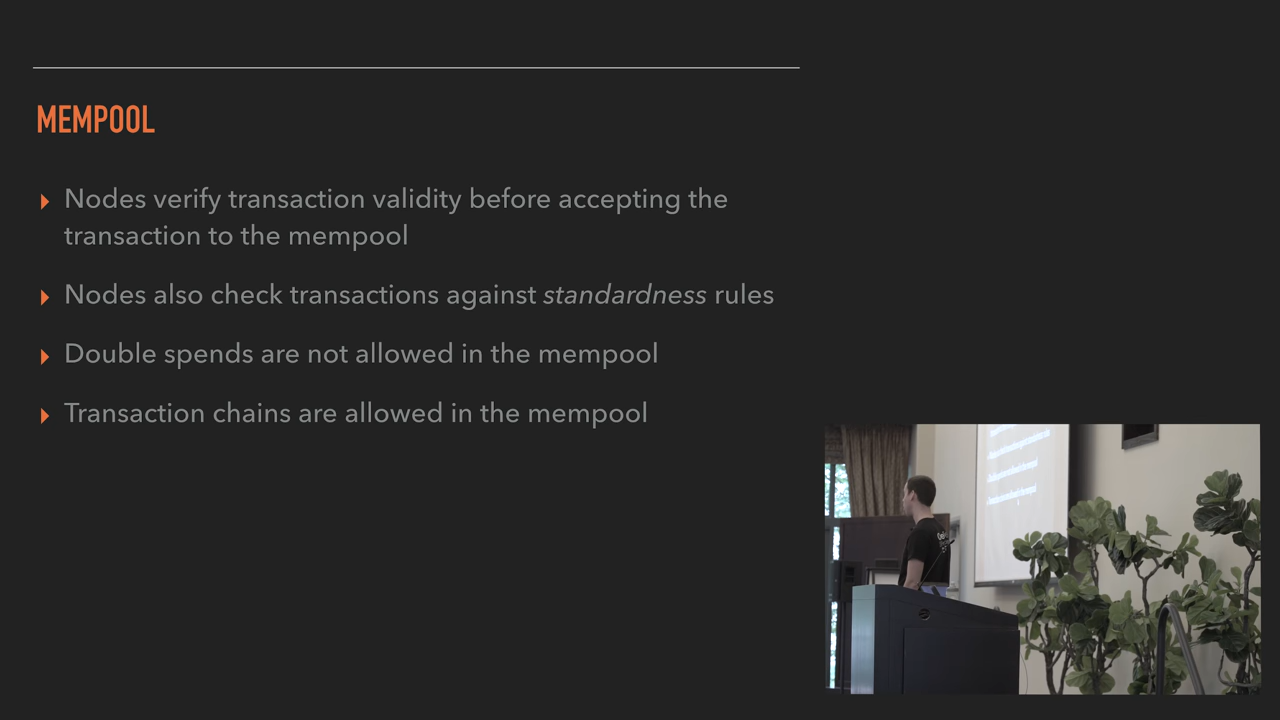 MEMPOOL
Nodes verify transaction validity before accepting the
transaction to the mempool
Nodes also check transactions against standardness rules
Double spends are not allowed in the mempool
Transaction chains are allowed in the mempool